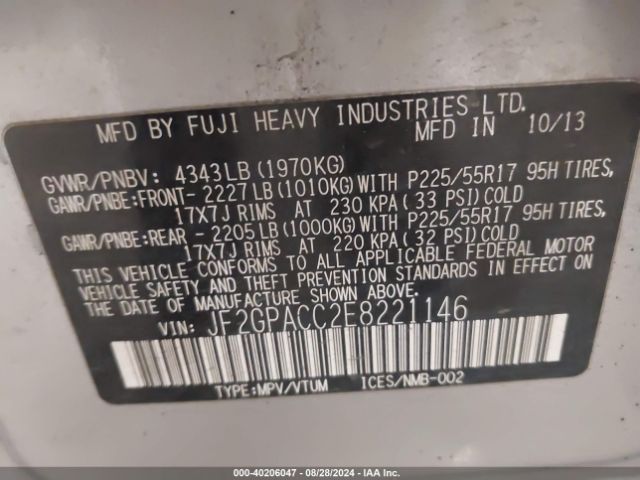 MFD BY FUJI HEAVY INDUSTRIES LTD.
MFD IN 10/13
GVWR/PNBV: 4343LB (1970KG)
GAWR/PNBE:FRONT-2227LB (1010KG) WITH P225/55R17 95H TIRES,
17X7J RIMS AT 230 KPA (33 PSI) COLD
GAWR/PNBE:REAR - 2205LB (1000KG) WITH P225/55R17 95H TIRES,
17X7J RIMS AT 220 KPA (32 PSI) COLD
THIS VEHICLE CONFORMS TO ALL APPLICABLE FEDERAL MOTOR
VEHICLE SAFETY AND THEFT PREVENTION STANDARDS IN EFFECT ON
THE DATE OF MANUFACTURE SHOWN ABOVE.
VIN: JF2GPACC2E8221146
TYPE:MPV/VTUM ICES/NMB-002
000-40206047 - 08/28/2024 - IAA Inc.